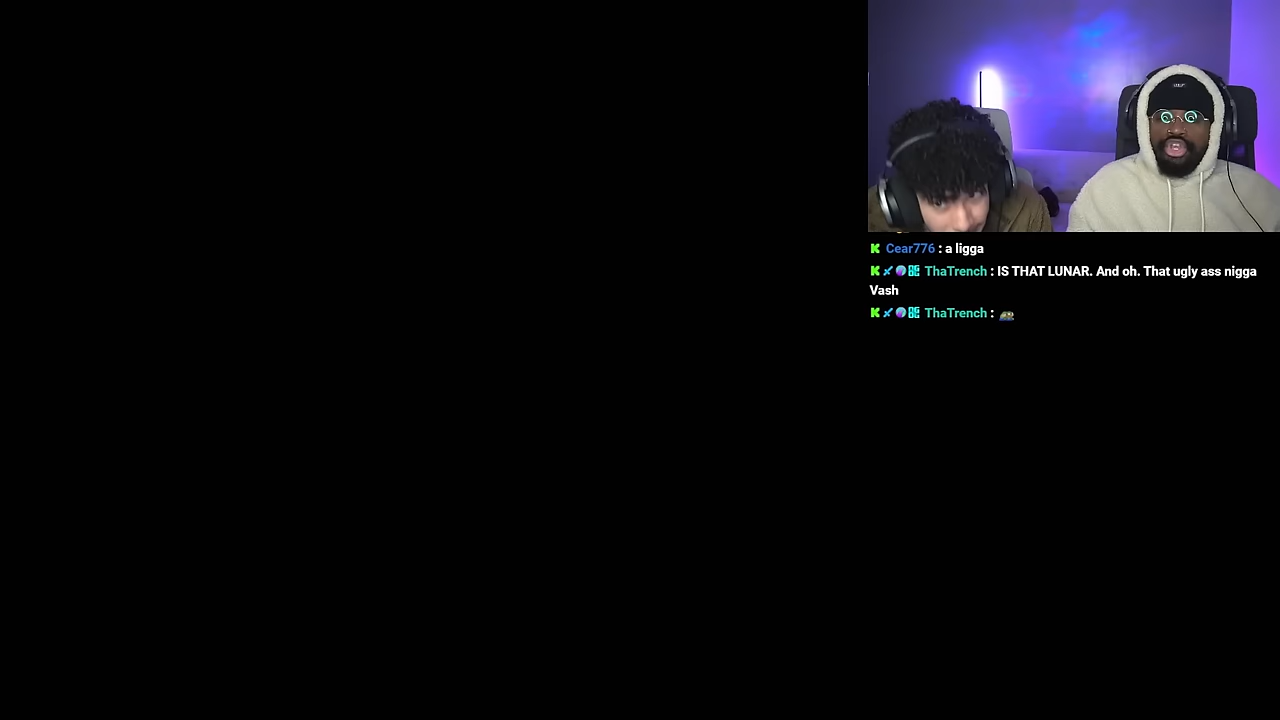 Cear776 : a ligga
ThaTrench : IS THAT LUNAR. And oh. That ugly ass nigga
Vash
ThaTrench :